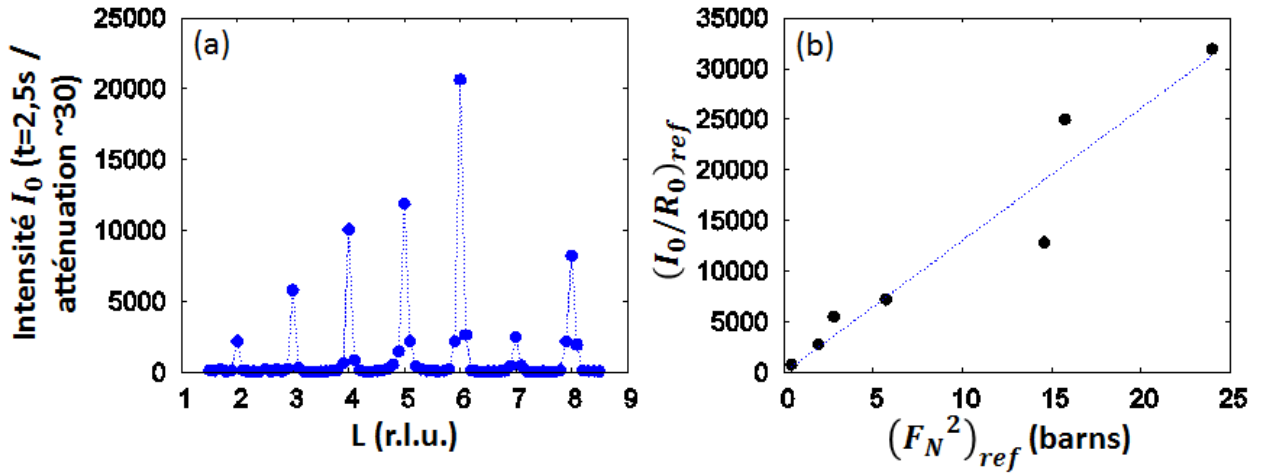 (a)
Intensité I₀ (t=2,5s /
atténuation ~30)
25000
20000
15000
10000
5000
0
1 2 3 4 5 6 7 8 9
L (r.l.u.)
(b)
(I₀/R₀)ref
35000
30000
25000
20000
15000
10000
5000
0
0 5 10 15 20 25
(F_N²)ref (barns)